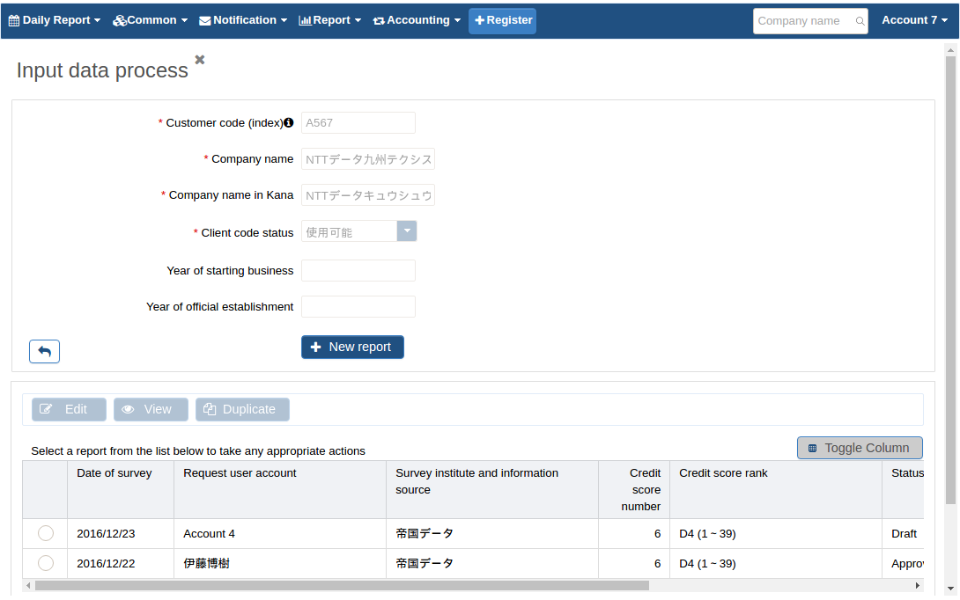 Daily Report Common Notification Report Accounting Register Company name Account 7
Input data process
* Customer code (index) A567
* Company name NTTデータ九州テクシス
* Company name in Kana NTTデータキュウシュウ
* Client code status 使用可能
Year of starting business
Year of official establishment
New report
Edit View Duplicate
Select a report from the list below to take any appropriate actions
Toggle Column
Date of survey Request user account Survey institute and information source Credit score number Credit score rank Status
2016/12/23 Account 4 帝国データ 6 D4 (1 ~ 39) Draft
2016/12/22 伊藤博樹 帝国データ 6 D4 (1 ~ 39) Appro